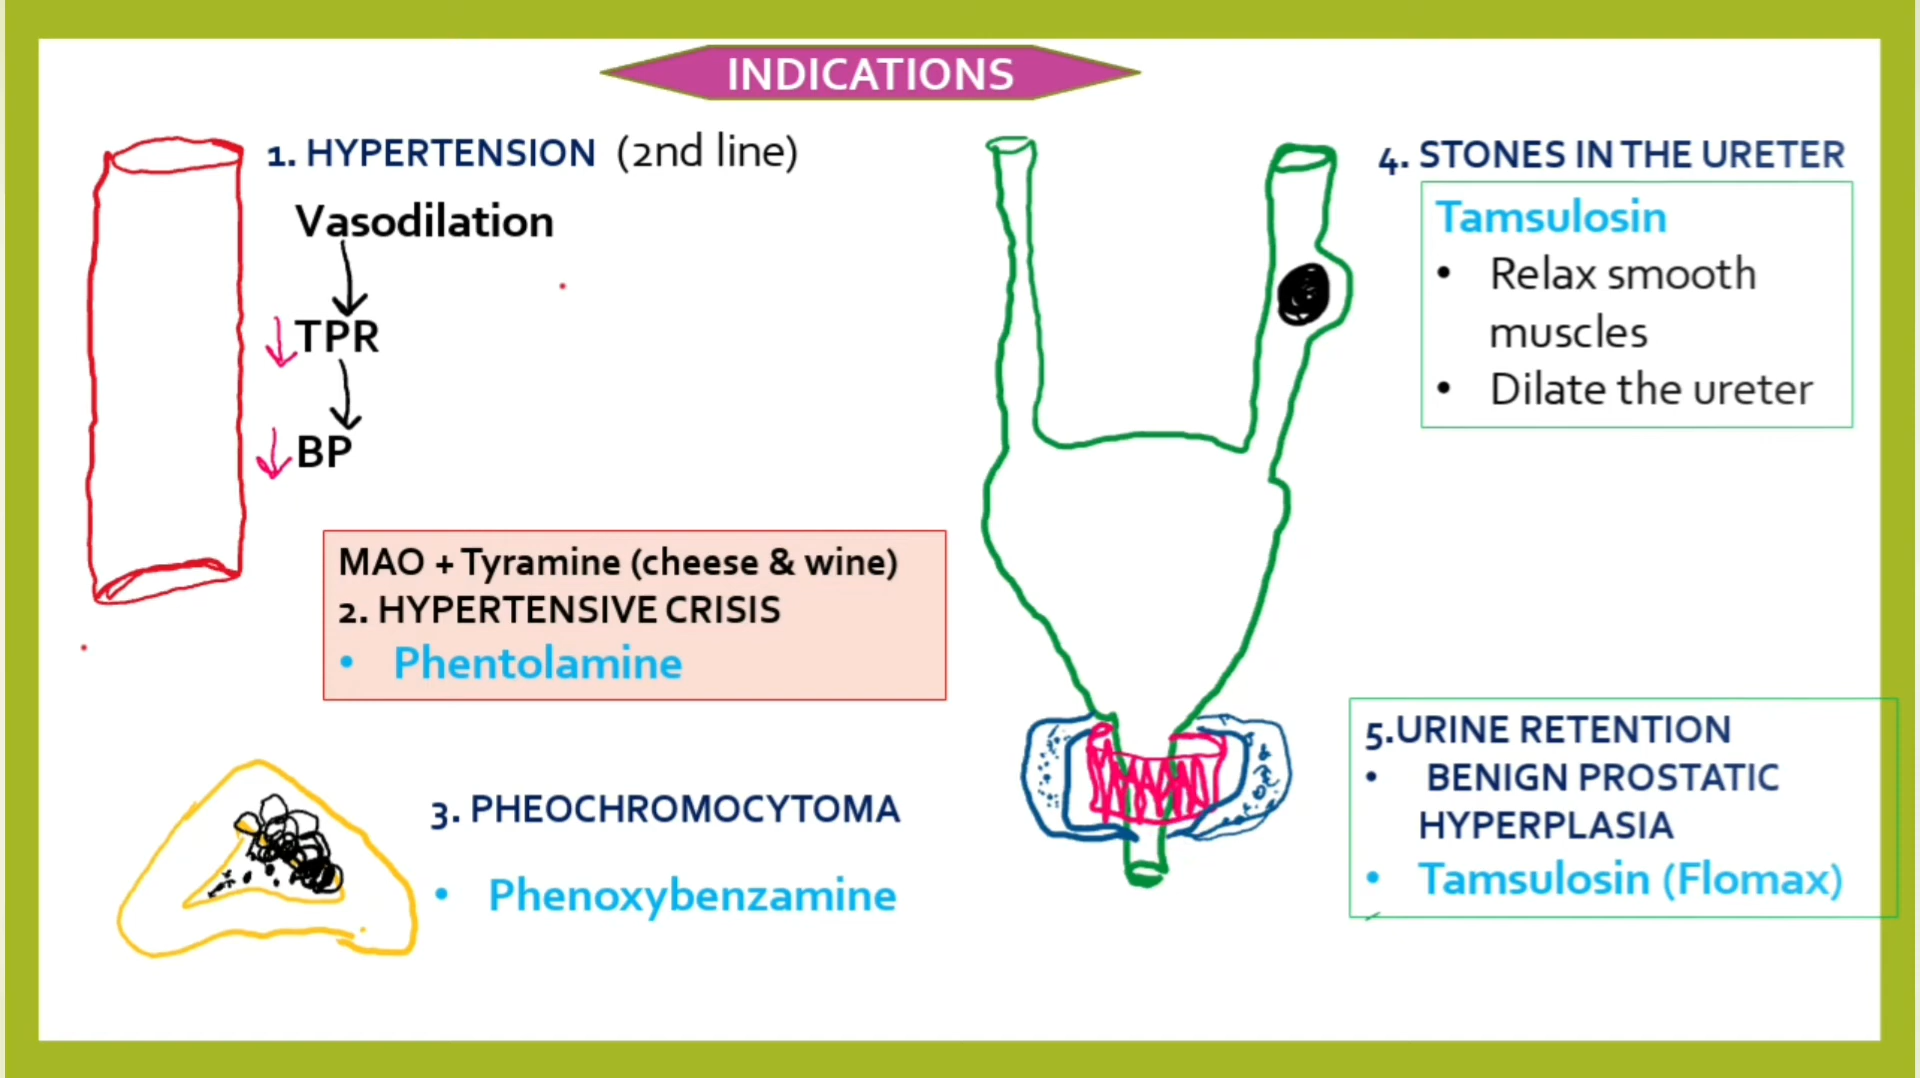 INDICATIONS
1. HYPERTENSION (2nd line)
Vasodilation
TPR
BP
MAO + Tyramine (cheese & wine)
2. HYPERTENSIVE CRISIS
• Phentolamine
3. PHEOCHROMOCYTOMA
• Phenoxybenzamine
4. STONES IN THE URETER
Tamsulosin
• Relax smooth
muscles
• Dilate the ureter
5.URINE RETENTION
• BENIGN PROSTATIC
HYPERPLASIA
• Tamsulosin (Flomax)